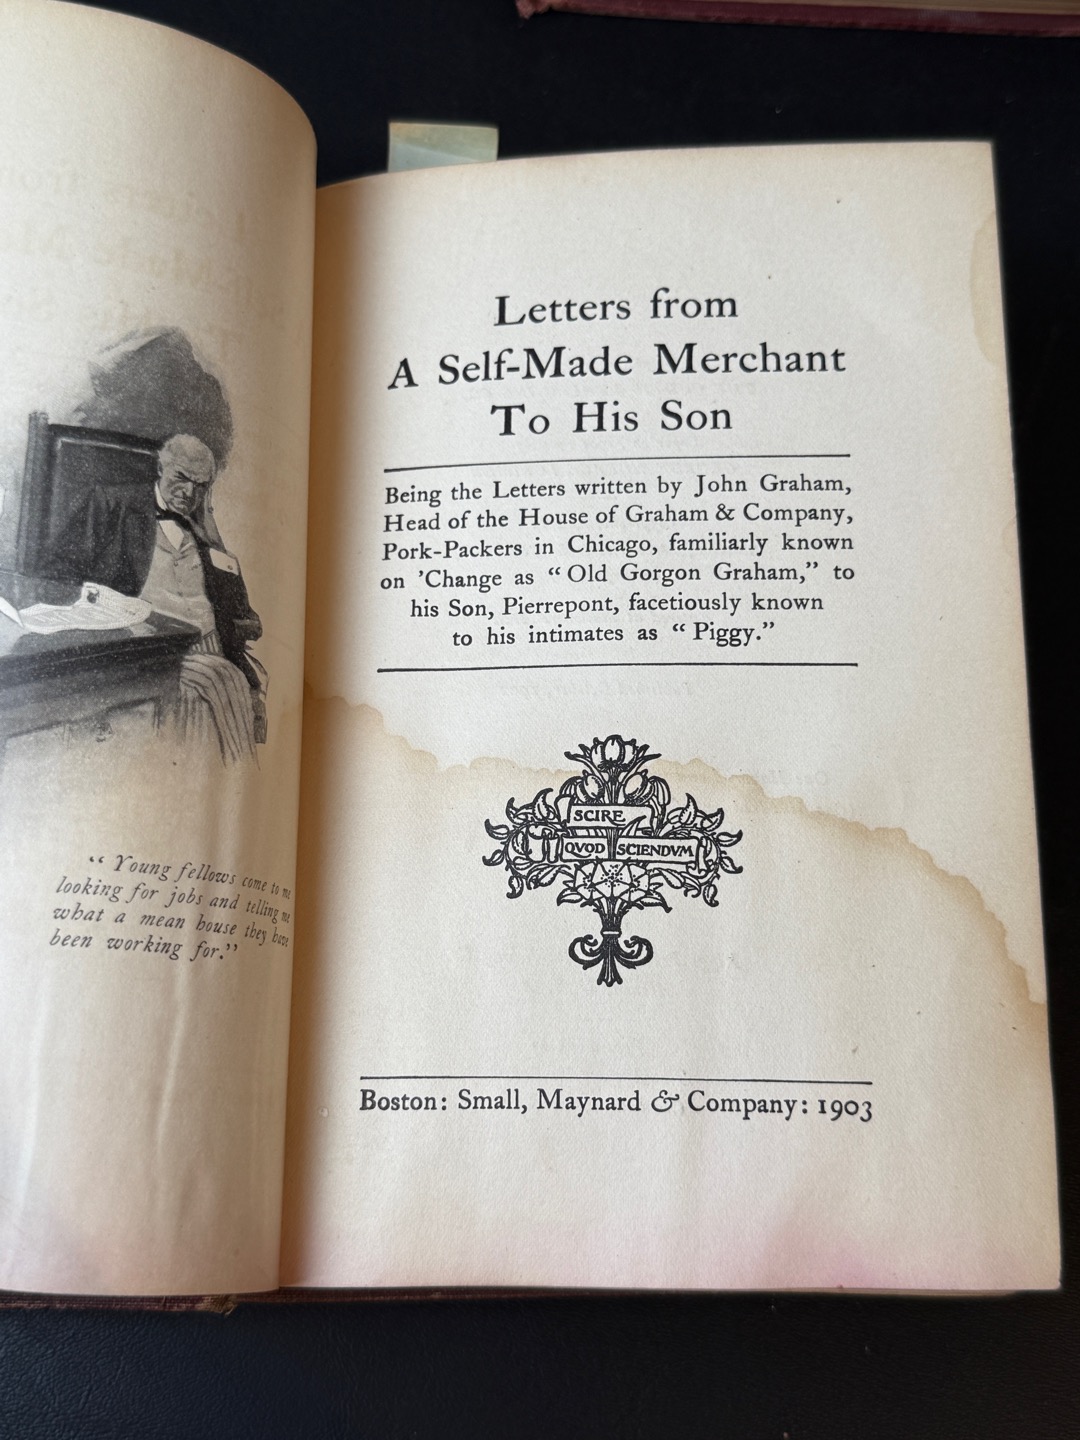 “ Young fellows come to me
looking for jobs and telling me
what a mean house they have
been working for.”
Letters from
A Self-Made Merchant
To His Son
Being the Letters written by John Graham,
Head of the House of Graham & Company,
Pork-Packers in Chicago, familiarly known
on ’Change as “ Old Gorgon Graham,” to
his Son, Pierrepont, facetiously known
to his intimates as “ Piggy.”
SCIRE
QVOD SCIENDVM
Boston: Small, Maynard & Company: 1903